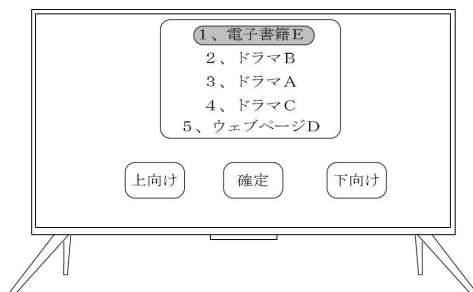 1、電子書籍E
2、ドラマB
3、ドラマA
4、ドラマC
5、ウェブページD
上向け 確定 下向け